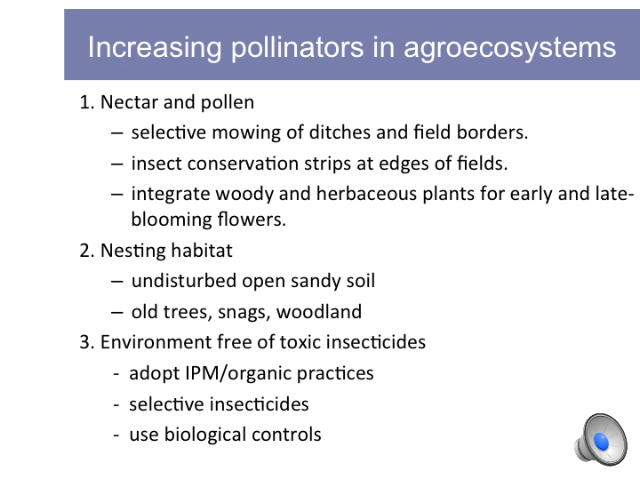 Increasing pollinators in agroecosystems
1. Nectar and pollen
– selective mowing of ditches and field borders.
– insect conservation strips at edges of fields.
– integrate woody and herbaceous plants for early and late-
blooming flowers.
2. Nesting habitat
– undisturbed open sandy soil
– old trees, snags, woodland
3. Environment free of toxic insecticides
- adopt IPM/organic practices
- selective insecticides
- use biological controls